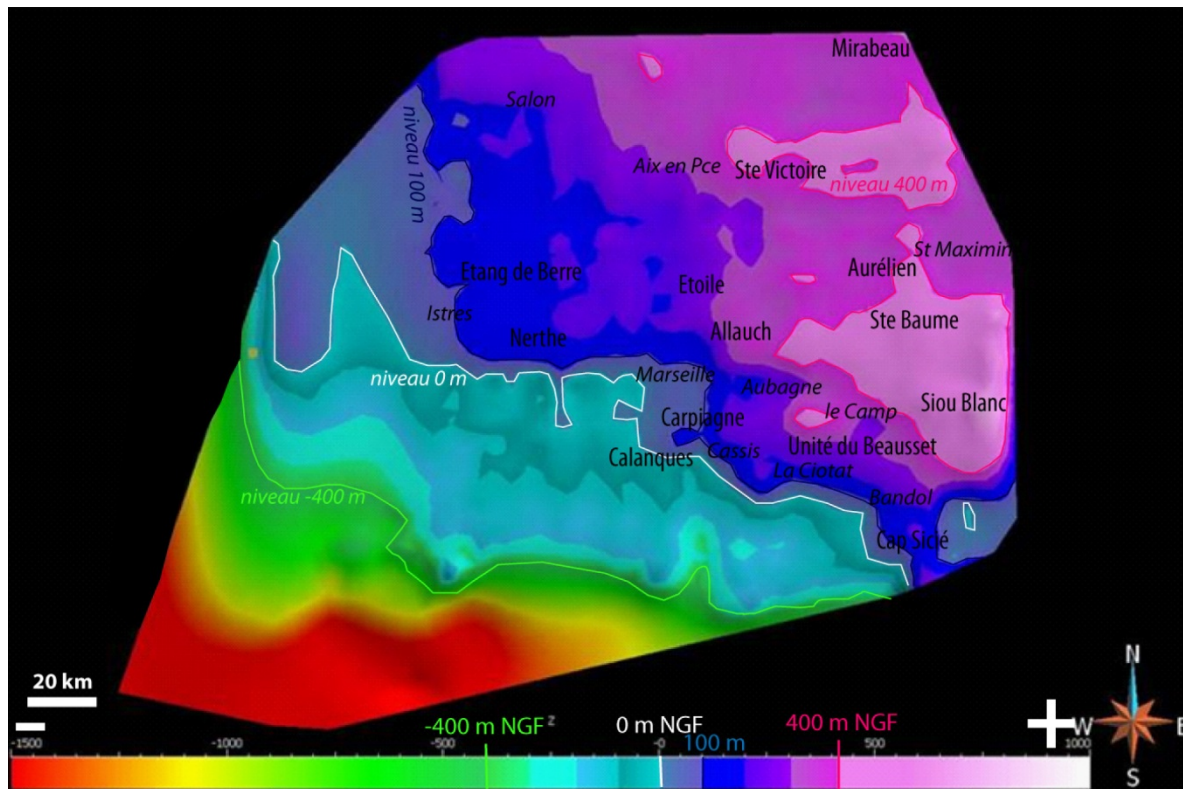 Mirabeau
Salon
niveau 100 m
Aix en Pce
Ste Victoire
niveau 400 m
St Maximin
Aurélien
Etang de Berre
Etoile
Istres
Ste Baume
Nerthe
Allauch
niveau 0 m
Marseille
Aubagne
Siou Blanc
le Camp
Carpiagne
Unité du Beausset
Cassis
Calanques
La Ciotat
niveau -400 m
Bandol
Cap Sicié
20 km
N
W
E
S
-400 m NGF
z
0 m NGF
400 m NGF
100 m
-1500
-1000
-500
-0
500
1000